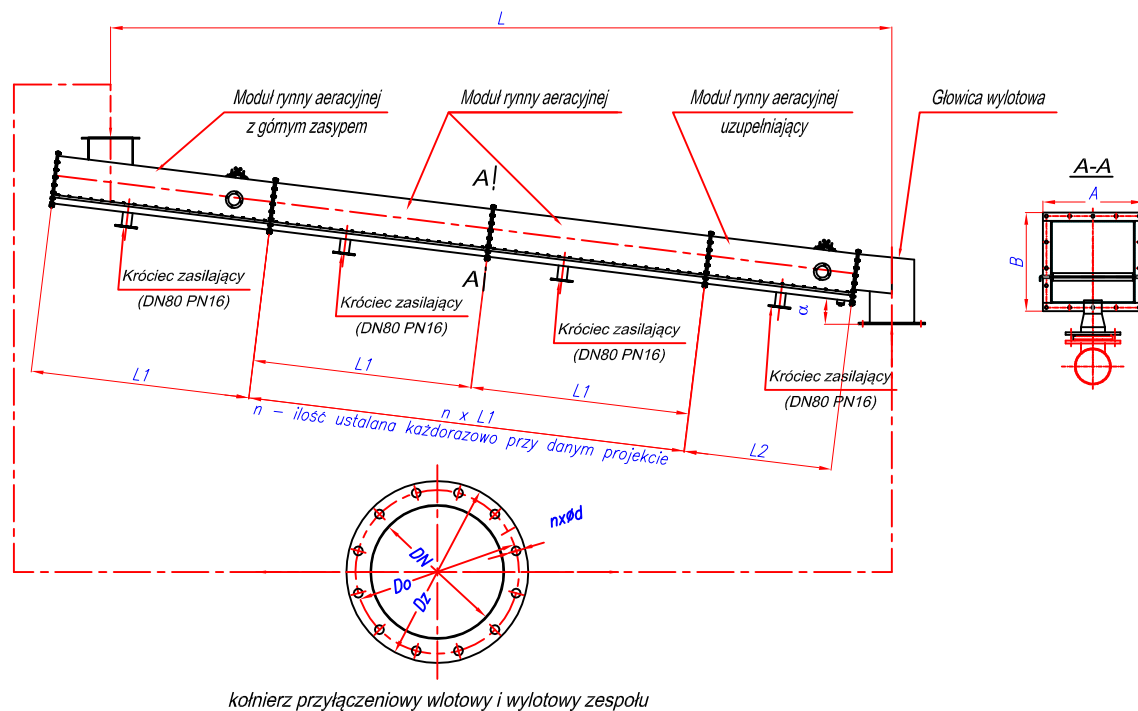 L
Moduł rynny aeracyjnej
z górnym zasypem
Moduł rynny aeracyjnej
Moduł rynny aeracyjnej
uzupełniający
Głowica wylotowa
A
A
A-A
A
B
Króciec zasilający
(DN80 PN16)
Króciec zasilający
(DN80 PN16)
Króciec zasilający
(DN80 PN16)
Króciec zasilający
(DN80 PN16)
α
L1
L1
L1
n x L1
n – ilość ustalana każdorazowo przy danym projekcie
L2
nxød
DN
Do
Dz
kołnierz przyłączeniowy wlotowy i wylotowy zespołu